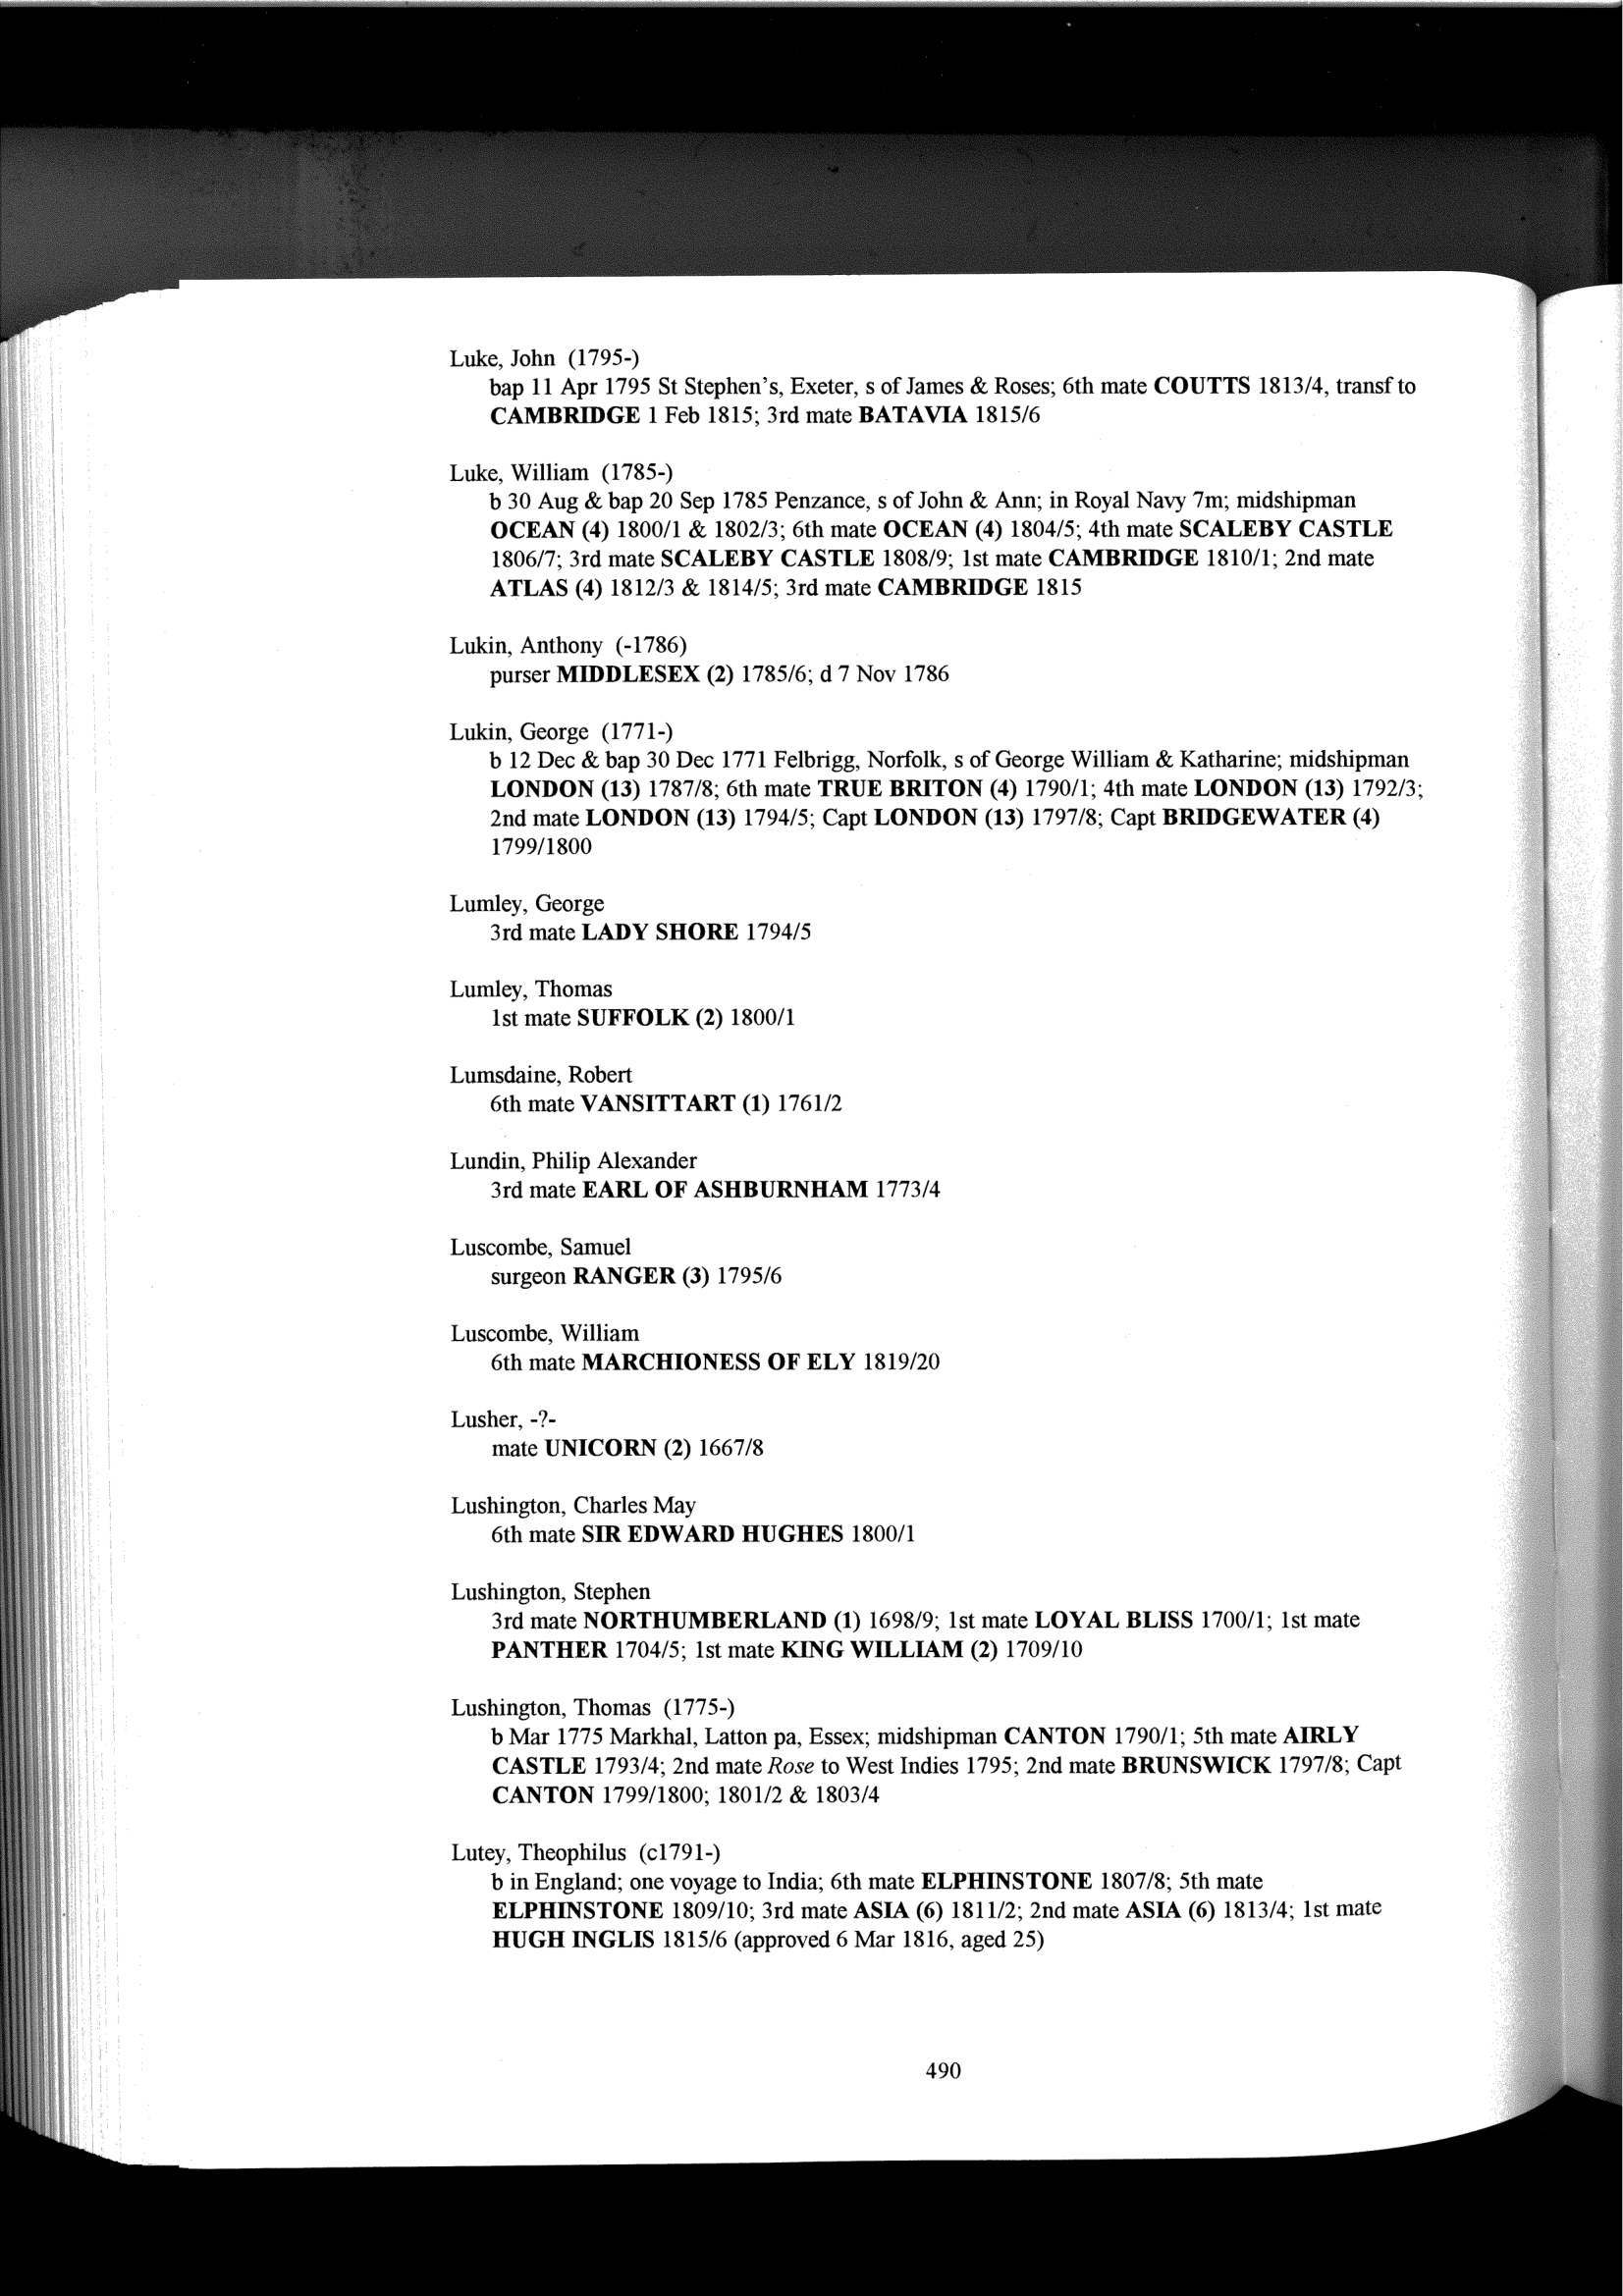 Luke, John (1795-)
bap 11 Apr 1795 St Stephen's, Exeter, s of James & Roses; 6th mate COUTTS 1813/4, transf to
CAMBRIDGE 1 Feb 1815; 3rd mate BATAVIA 1815/6
Luke, William (1785-)
b 30 Aug & bap 20 Sep 1785 Penzance, s of John & Ann; in Royal Navy 7m; midshipman
OCEAN (4) 1800/1 & 1802/3; 6th mate OCEAN (4) 1804/5; 4th mate SCALEBY CASTLE
1806/7; 3rd mate SCALEBY CASTLE 1808/9; 1st mate CAMBRIDGE 1810/1; 2nd mate
ATLAS (4) 1812/3 & 1814/5; 3rd mate CAMBRIDGE 1815
Lukin, Anthony (-1786)
purser MIDDLESEX (2) 1785/6; d 7 Nov 1786
Lukin, George (1771-)
b 12 Dec & bap 30 Dec 1771 Felbrigg, Norfolk, s of George William & Katharine; midshipman
LONDON (13) 1787/8; 6th mate TRUE BRITON (4) 1790/1; 4th mate LONDON (13) 1792/3;
2nd mate LONDON (13) 1794/5; Capt LONDON (13) 1797/8; Capt BRIDGEWATER (4)
1799/1800
Lumley, George
3rd mate LADY SHORE 1794/5
Lumley, Thomas
1st mate SUFFOLK (2) 1800/1
Lumsdaine, Robert
6th mate VANSITTART (1) 1761/2
Lundin, Philip Alexander
3rd mate EARL OF ASHBURNHAM 1773/4
Luscombe, Samuel
surgeon RANGER (3) 1795/6
Luscombe, William
6th mate MARCHIONESS OF ELY 1819/20
Lusher, -?-
mate UNICORN (2) 1667/8
Lushington, Charles May
6th mate SIR EDWARD HUGHES 1800/1
Lushington, Stephen
3rd mate NORTHUMBERLAND (1) 1698/9; 1st mate LOYAL BLISS 1700/1; 1st mate
PANTHER 1704/5; 1st mate KING WILLIAM (2) 1709/10
Lushington, Thomas (1775-)
b Mar 1775 Markhal, Latton pa, Essex; midshipman CANTON 1790/1; 5th mate AIRLY
CASTLE 1793/4; 2nd mate Rose to West Indies 1795; 2nd mate BRUNSWICK 1797/8; Capt
CANTON 1799/1800; 1801/2 & 1803/4
Lutey, Theophilus (c1791-)
b in England; one voyage to India; 6th mate ELPHINSTONE 1807/8; 5th mate
ELPHINSTONE 1809/10; 3rd mate ASIA (6) 1811/2; 2nd mate ASIA (6) 1813/4; 1st mate
HUGH INGLIS 1815/6 (approved 6 Mar 1816, aged 25)
490